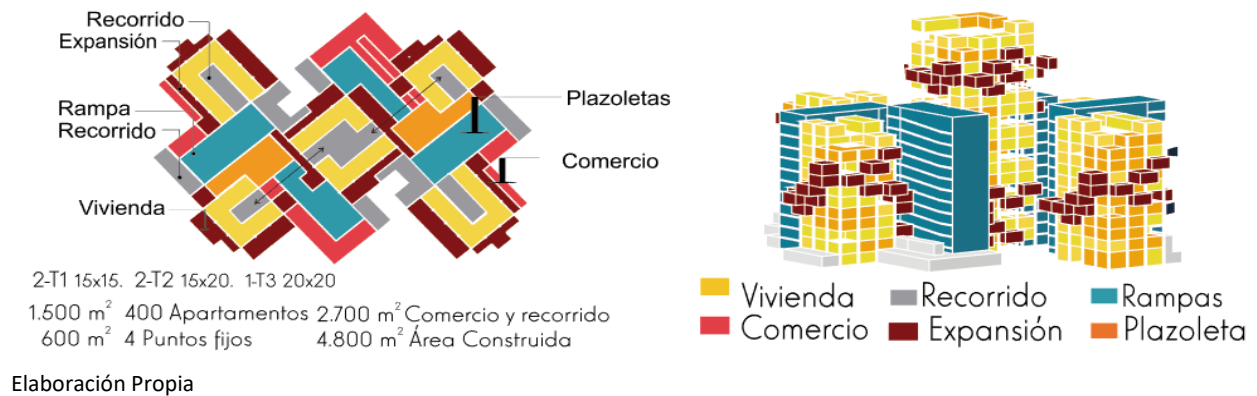 Recorrido
Expansión
Rampa
Recorrido
Vivienda
Plazoletas
Comercio
2-T1 15x15. 2-T2 15x20. 1-T3 20x20
1.500 m² 400 Apartamentos 2.700 m² Comercio y recorrido
600 m² 4 Puntos fijos 4.800 m² Área Construida
Vivienda Recorrido Rampas
Comercio Expansión Plazoleta
Elaboración Propia